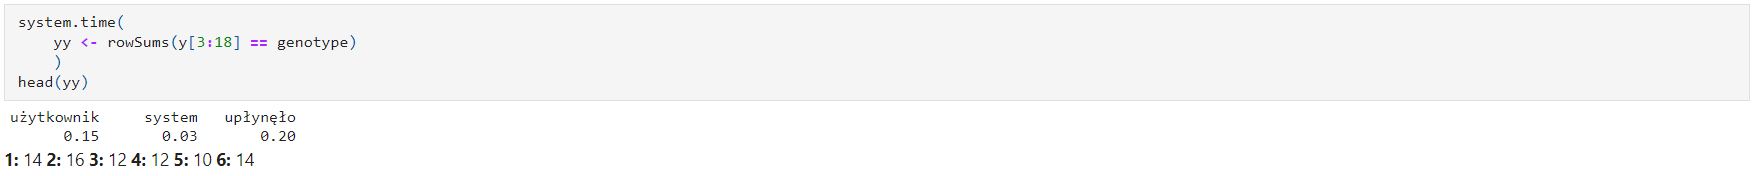 system.time(
    yy <- rowSums(y[3:18] == genotype)
    )
head(yy)
użytkownik     system   upłynęło
      0.15       0.03       0.20
1: 14 2: 16 3: 12 4: 12 5: 10 6: 14